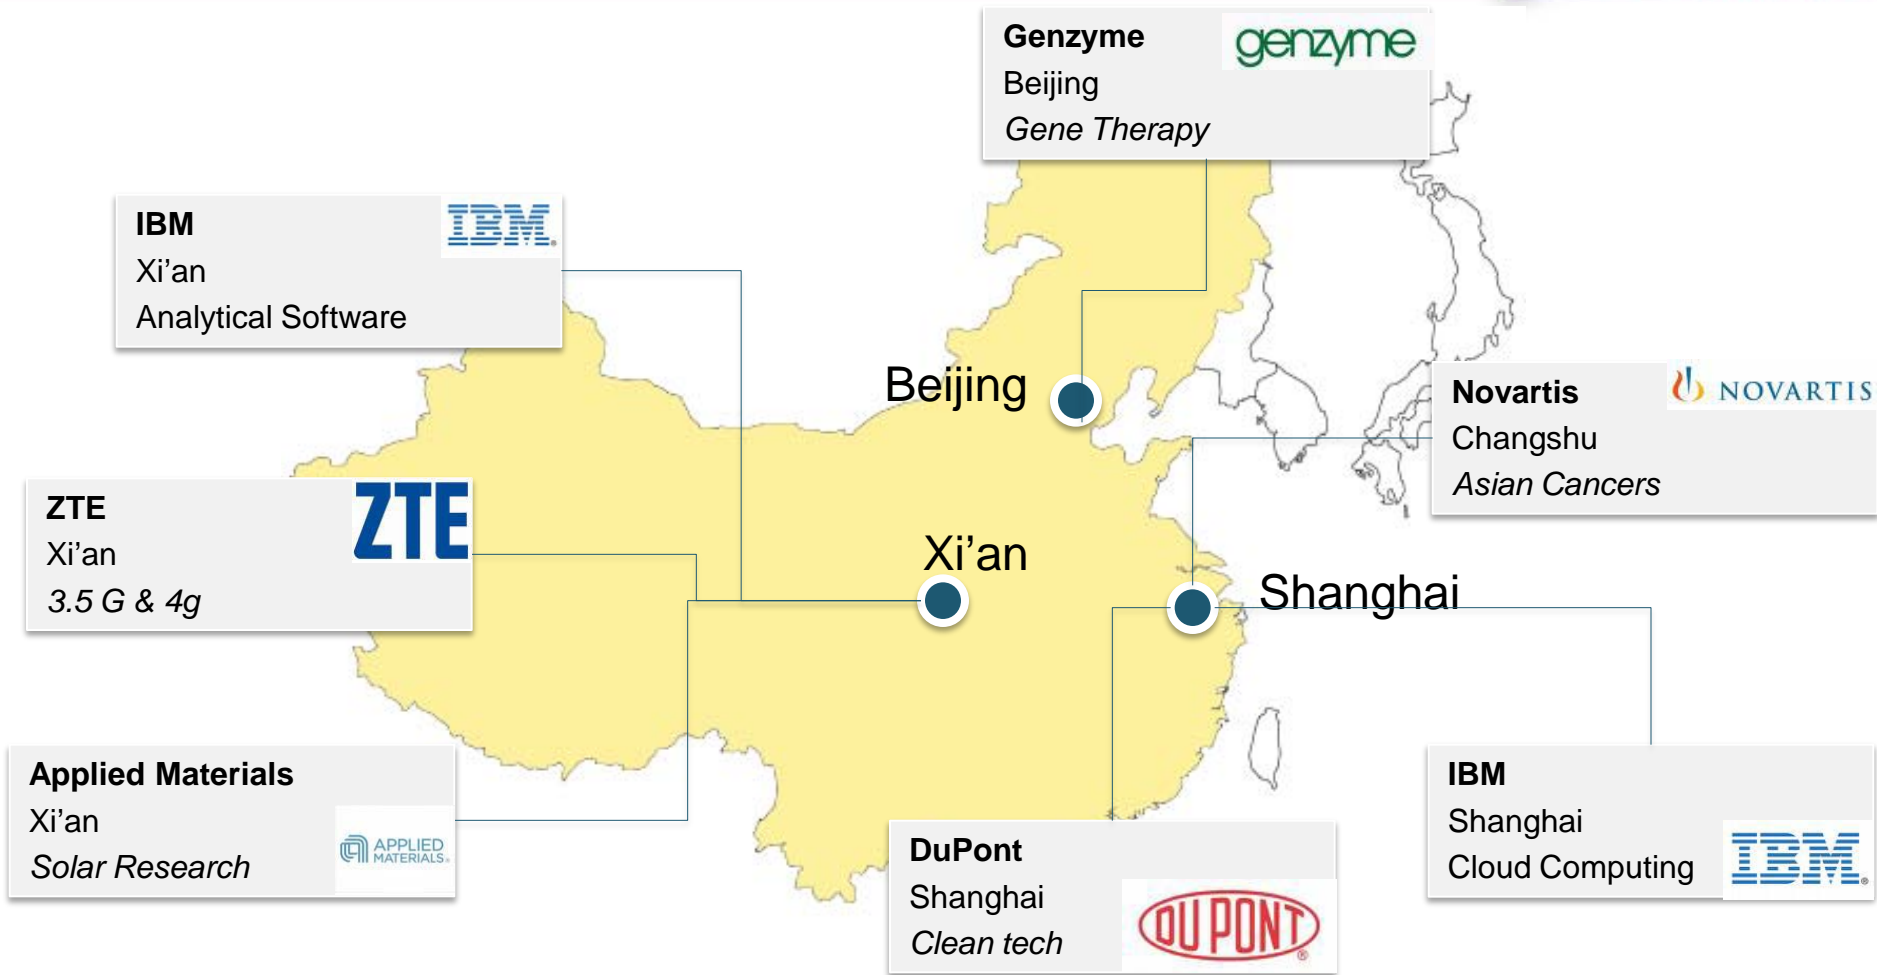 Genzyme
genzyme
Beijing
Gene Therapy
IBM
IBM®
Xi’an
Analytical Software
Beijing
Novartis
NOVARTIS
Changshu
Asian Cancers
ZTE
ZTE
Xi’an
3.5 G & 4g
Xi’an
Shanghai
Applied Materials
Xi’an
Solar Research
APPLIED
MATERIALS®
DuPont
Shanghai
Clean tech
DU PONT®
IBM
Shanghai
Cloud Computing
IBM®